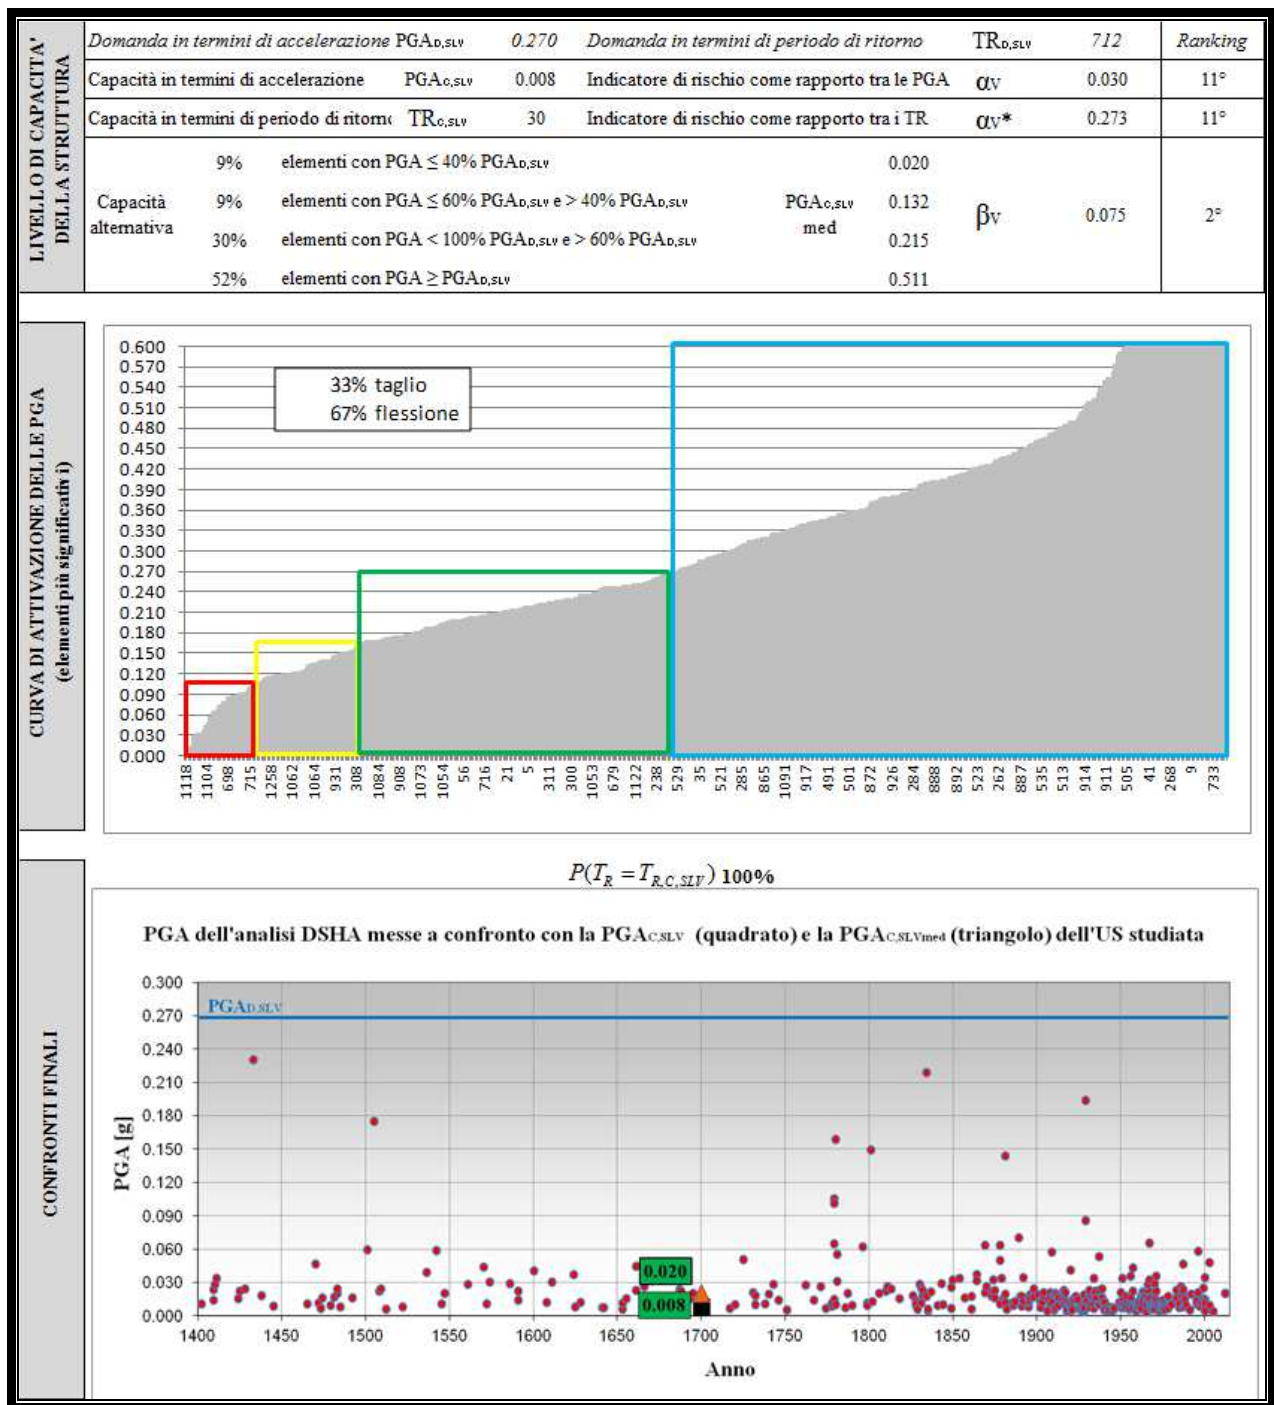 LIVELLO DI CAPACITA'
DELLA STRUTTURA
Domanda in termini di accelerazione PGAD,SLV 0.270 Domanda in termini di periodo di ritorno TRD,SLV 712 Ranking
Capacità in termini di accelerazione PGAC,SLV 0.008 Indicatore di rischio come rapporto tra le PGA αV 0.030 11°
Capacità in termini di periodo di ritorno TRC,SLV 30 Indicatore di rischio come rapporto tra i TR αV* 0.273 11°
Capacità
alternativa
9% elementi con PGA ≤ 40% PGAD,SLV 0.020
9% elementi con PGA ≤ 60% PGAD,SLV e > 40% PGAD,SLV 0.132
30% elementi con PGA < 100% PGAD,SLV e > 60% PGAD,SLV 0.215
52% elementi con PGA ≥ PGAD,SLV 0.511
PGAC,SLV
med
βV 0.075 2°
CURVA DI ATTIVAZIONE DELLE PGA
(elementi più significativi)
33% taglio
67% flessione
0.600
0.570
0.540
0.510
0.480
0.450
0.420
0.390
0.360
0.330
0.300
0.270
0.240
0.210
0.180
0.150
0.120
0.090
0.060
0.030
0.000
1118 1104 698 715 1258 1062 1064 931 308 1084 908 1073 1054 56 716 21 5 311 300 1053 679 1122 238 529 35 521 285 865 1091 917 491 501 872 926 284 888 892 523 262 887 535 513 914 911 505 41 268 9 733
CONFRONTI FINALI
P(TR = TR,C,SLV) 100%
PGA dell'analisi DSHA messe a confronto con la PGAC,SLV (quadrato) e la PGAC,SLVmed (triangolo) dell'US studiata
PGAD,SLV
PGA [g]
0.300
0.270
0.240
0.210
0.180
0.150
0.120
0.090
0.060
0.030
0.000
0.020
0.008
1400 1450 1500 1550 1600 1650 1700 1750 1800 1850 1900 1950 2000
Anno